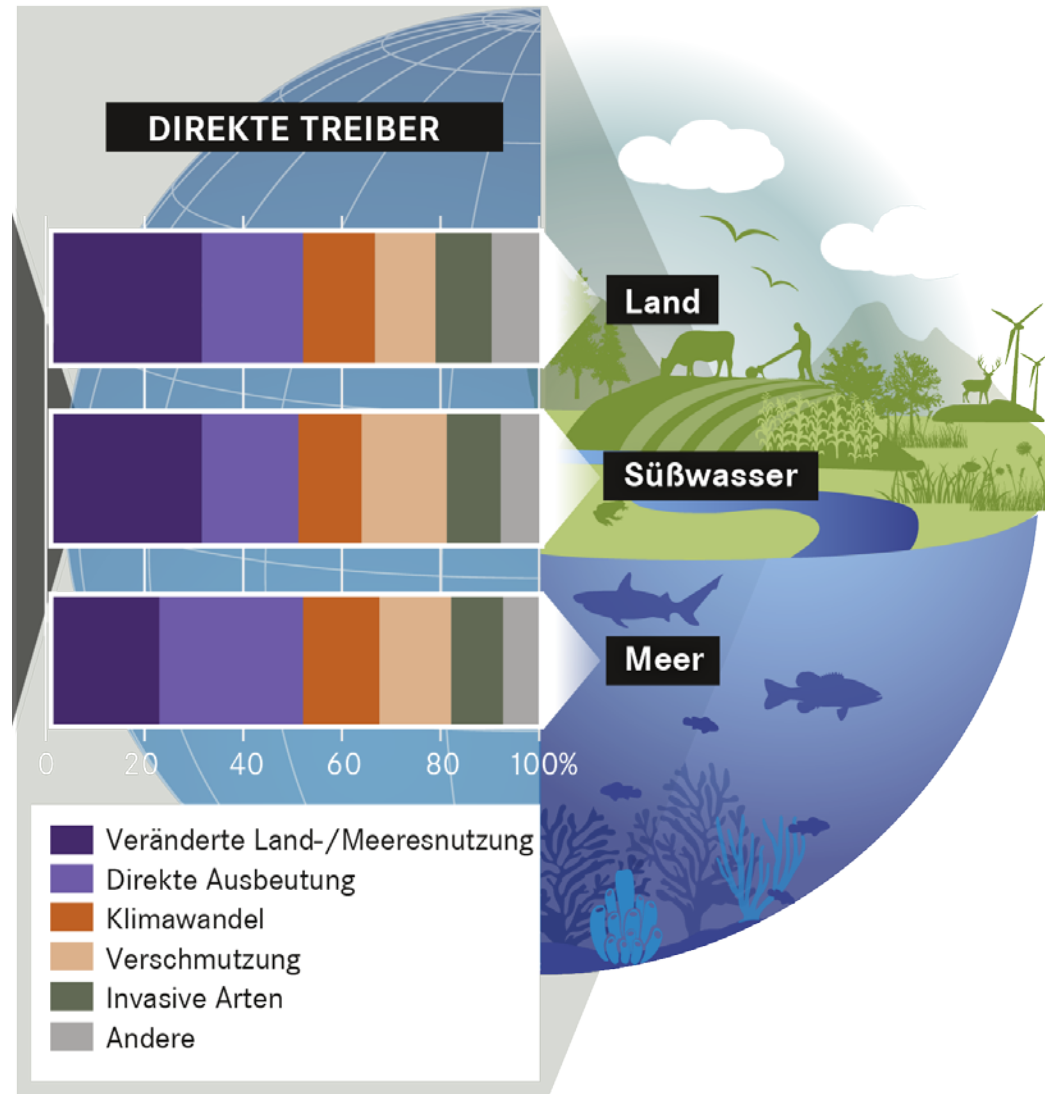 DIREKTE TREIBER
Land
Süßwasser
Meer
0 20 40 60 80 100%
Veränderte Land-/Meeresnutzung
Direkte Ausbeutung
Klimawandel
Verschmutzung
Invasive Arten
Andere